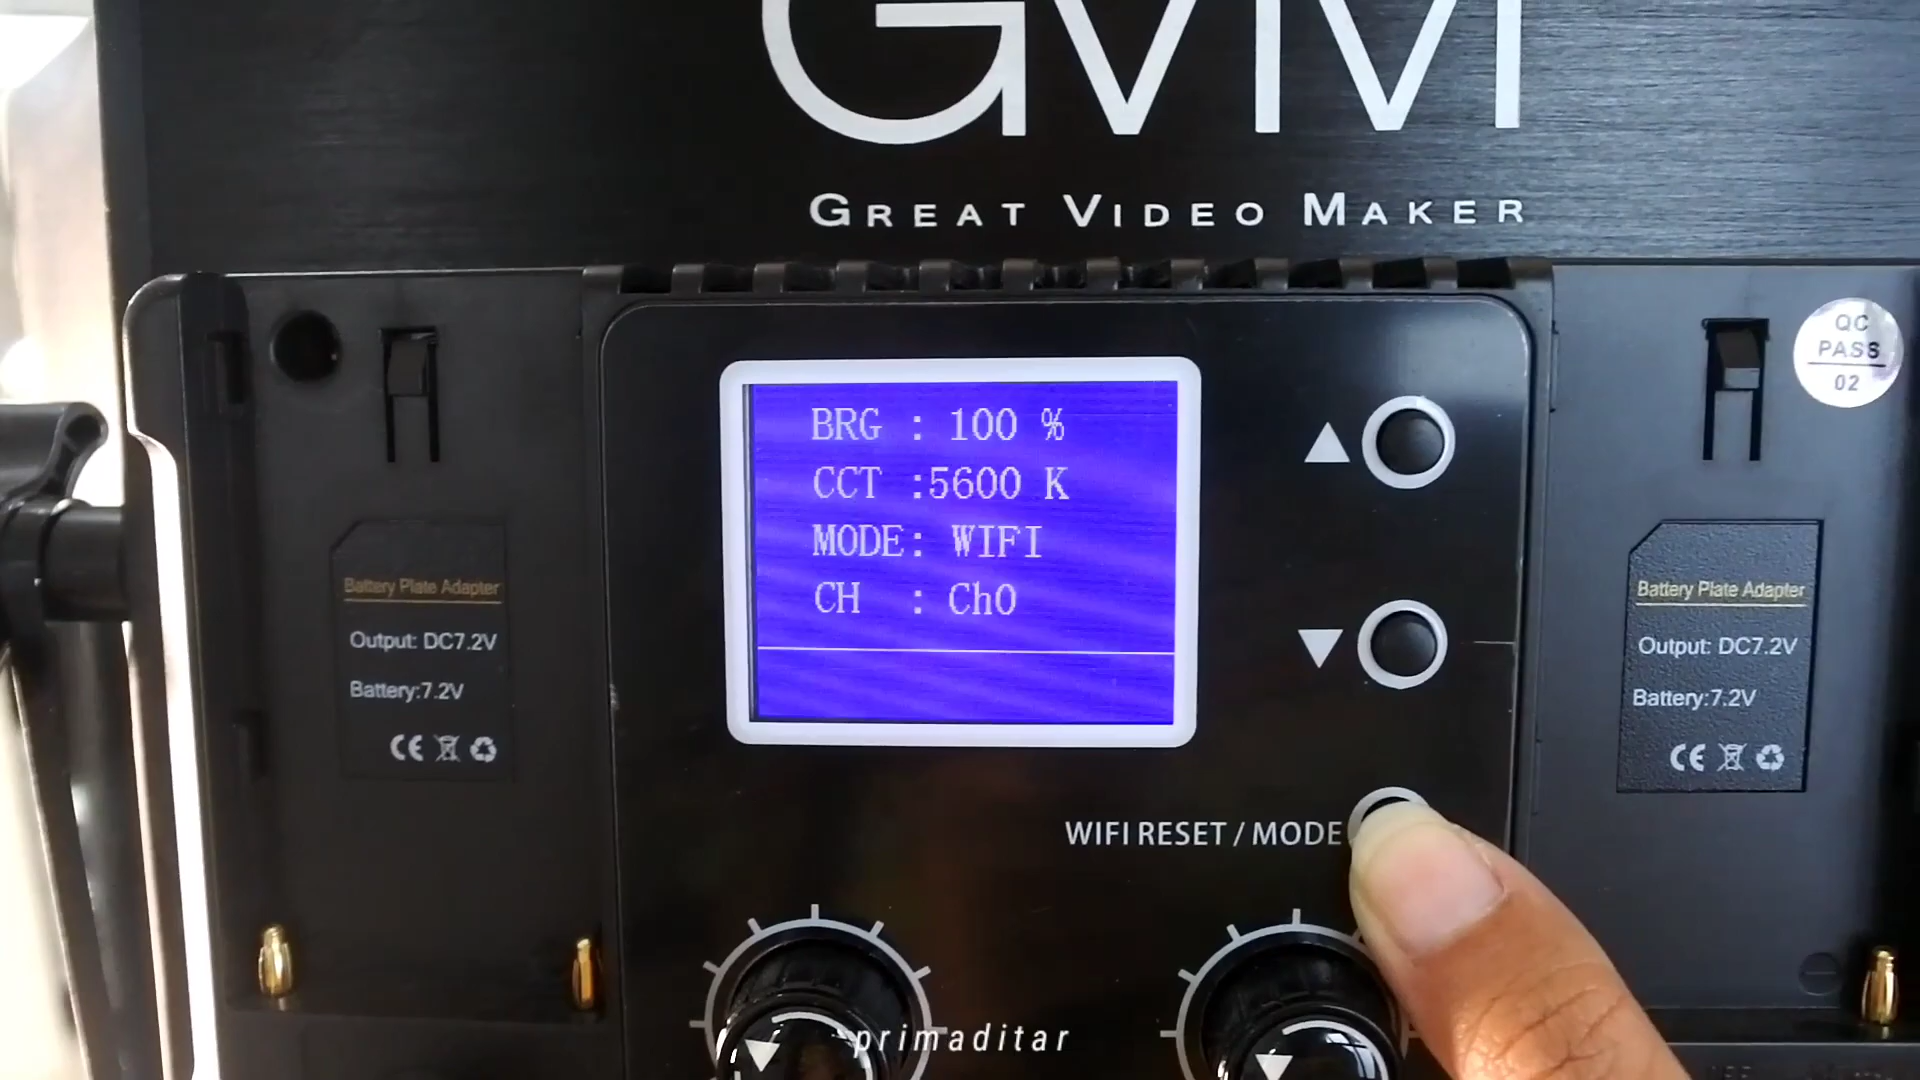 GVM
GREAT VIDEO MAKER
QC
PASS
02
BRG : 100 %
CCT :5600 K
MODE: WIFI
CH : Ch0
Battery Plate Adapter
Output: DC7.2V
Battery:7.2V
CE
Battery Plate Adapter
Output: DC7.2V
Battery:7.2V
CE
WIFI RESET / MODE
primaditar